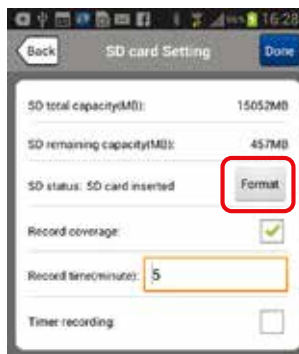 16:28
Back SD card Setting Done
SD total capacity(MB): 15052MB
SD remaining capacity(MB): 457MB
SD status: SD card inserted Format
Record coverage:
Record time(minute): 5
Timer recording